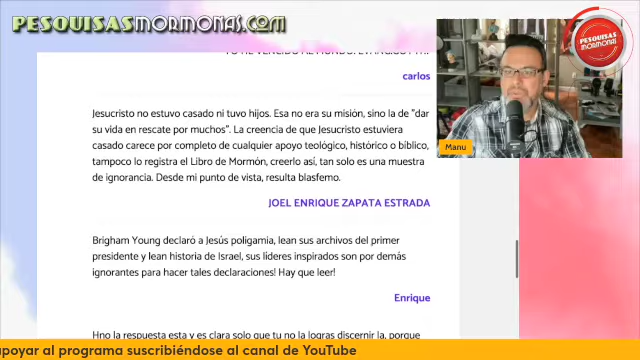 PESQUISASMORMONAS.COM
PESQUISAS
MORMONAS
carlos
Manu
Jesucristo no estuvo casado ni tuvo hijos. Esa no era su misión, sino la de "dar
su vida en rescate por muchos". La creencia de que Jesucristo estuviera
casado carece por completo de cualquier apoyo teológico, histórico o bíblico,
tampoco lo registra el Libro de Mormón, creerlo así, tan solo es una muestra
de ignorancia. Desde mi punto de vista, resulta blasfemo.
JOEL ENRIQUE ZAPATA ESTRADA
Brigham Young declaró a Jesús poligamia, lean sus archivos del primer
presidente y lean historia de Israel, sus líderes inspirados son por demás
ignorantes para hacer tales declaraciones! Hay que leer!
Enrique
Hno la respuesta esta y es clara solo que tu no la logras discernir la, porque
apoyar al programa suscribiéndose al canal de YouTube